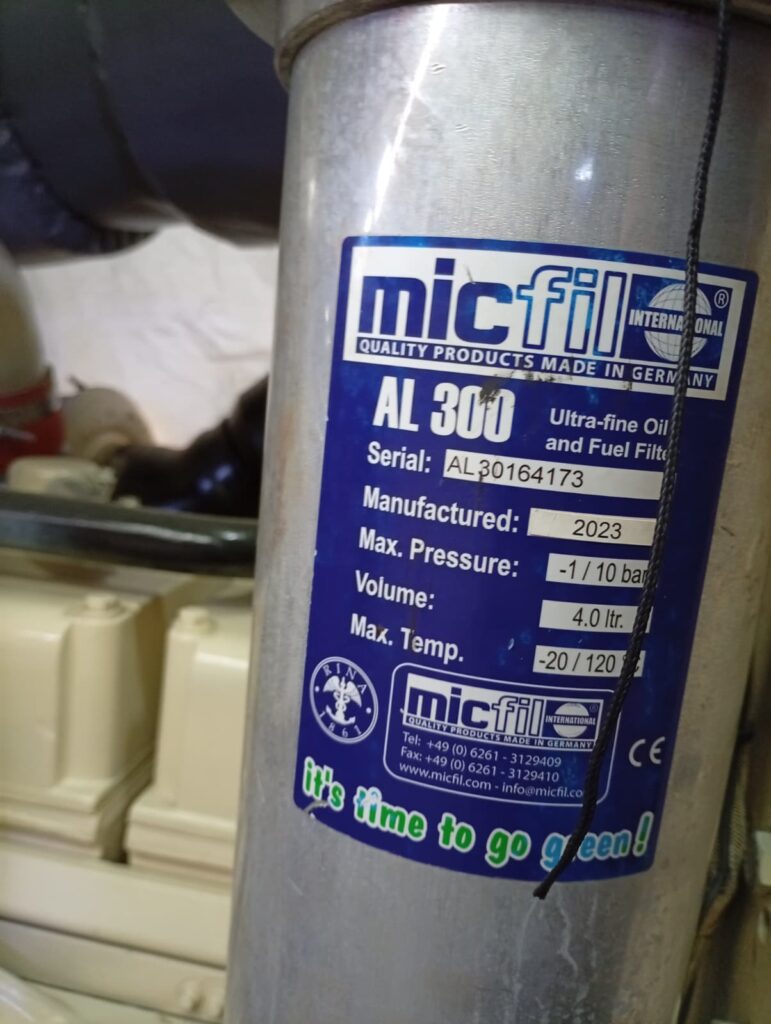 micfil INTERNATIONAL ®
QUALITY PRODUCTS MADE IN GERMANY
AL 300
Ultra-fine Oil
and Fuel Filte
Serial: AL30164173
Manufactured: 2023
Max. Pressure: -1 / 10 bar
Volume: 4.0 ltr.
Max. Temp. -20 / 120 °C
RINA
1861
micfil INTERNATIONAL
QUALITY PRODUCTS MADE IN GERMANY
Tel: +49 (0) 6261 - 3129409
Fax: +49 (0) 6261 - 3129410
www.micfil.com - info@micfil.co
CE
it's time to go green!